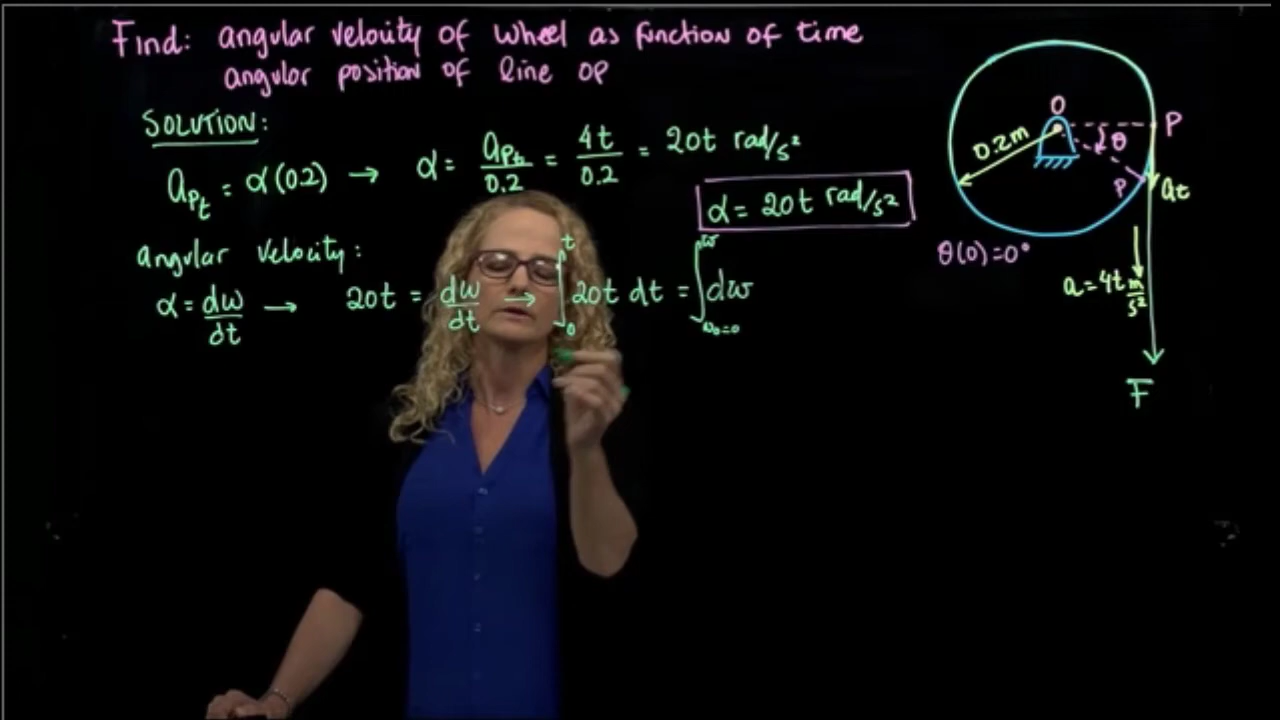 Find: angular velocity of wheel as function of time
angular position of line OP
SOLUTION:
a_Pt = α(0.2) → α = a_Pt/0.2 = 4t/0.2 = 20t rad/s²
α = 20t rad/s²
angular velocity:
α = dω/dt → 20t = dω/dt → ∫₀ᵗ 20t dt = ∫_{ω₀=0}^ω dω
O
P
0.2m
θ
P
at
θ(0)=0°
a=4t m/s²
F